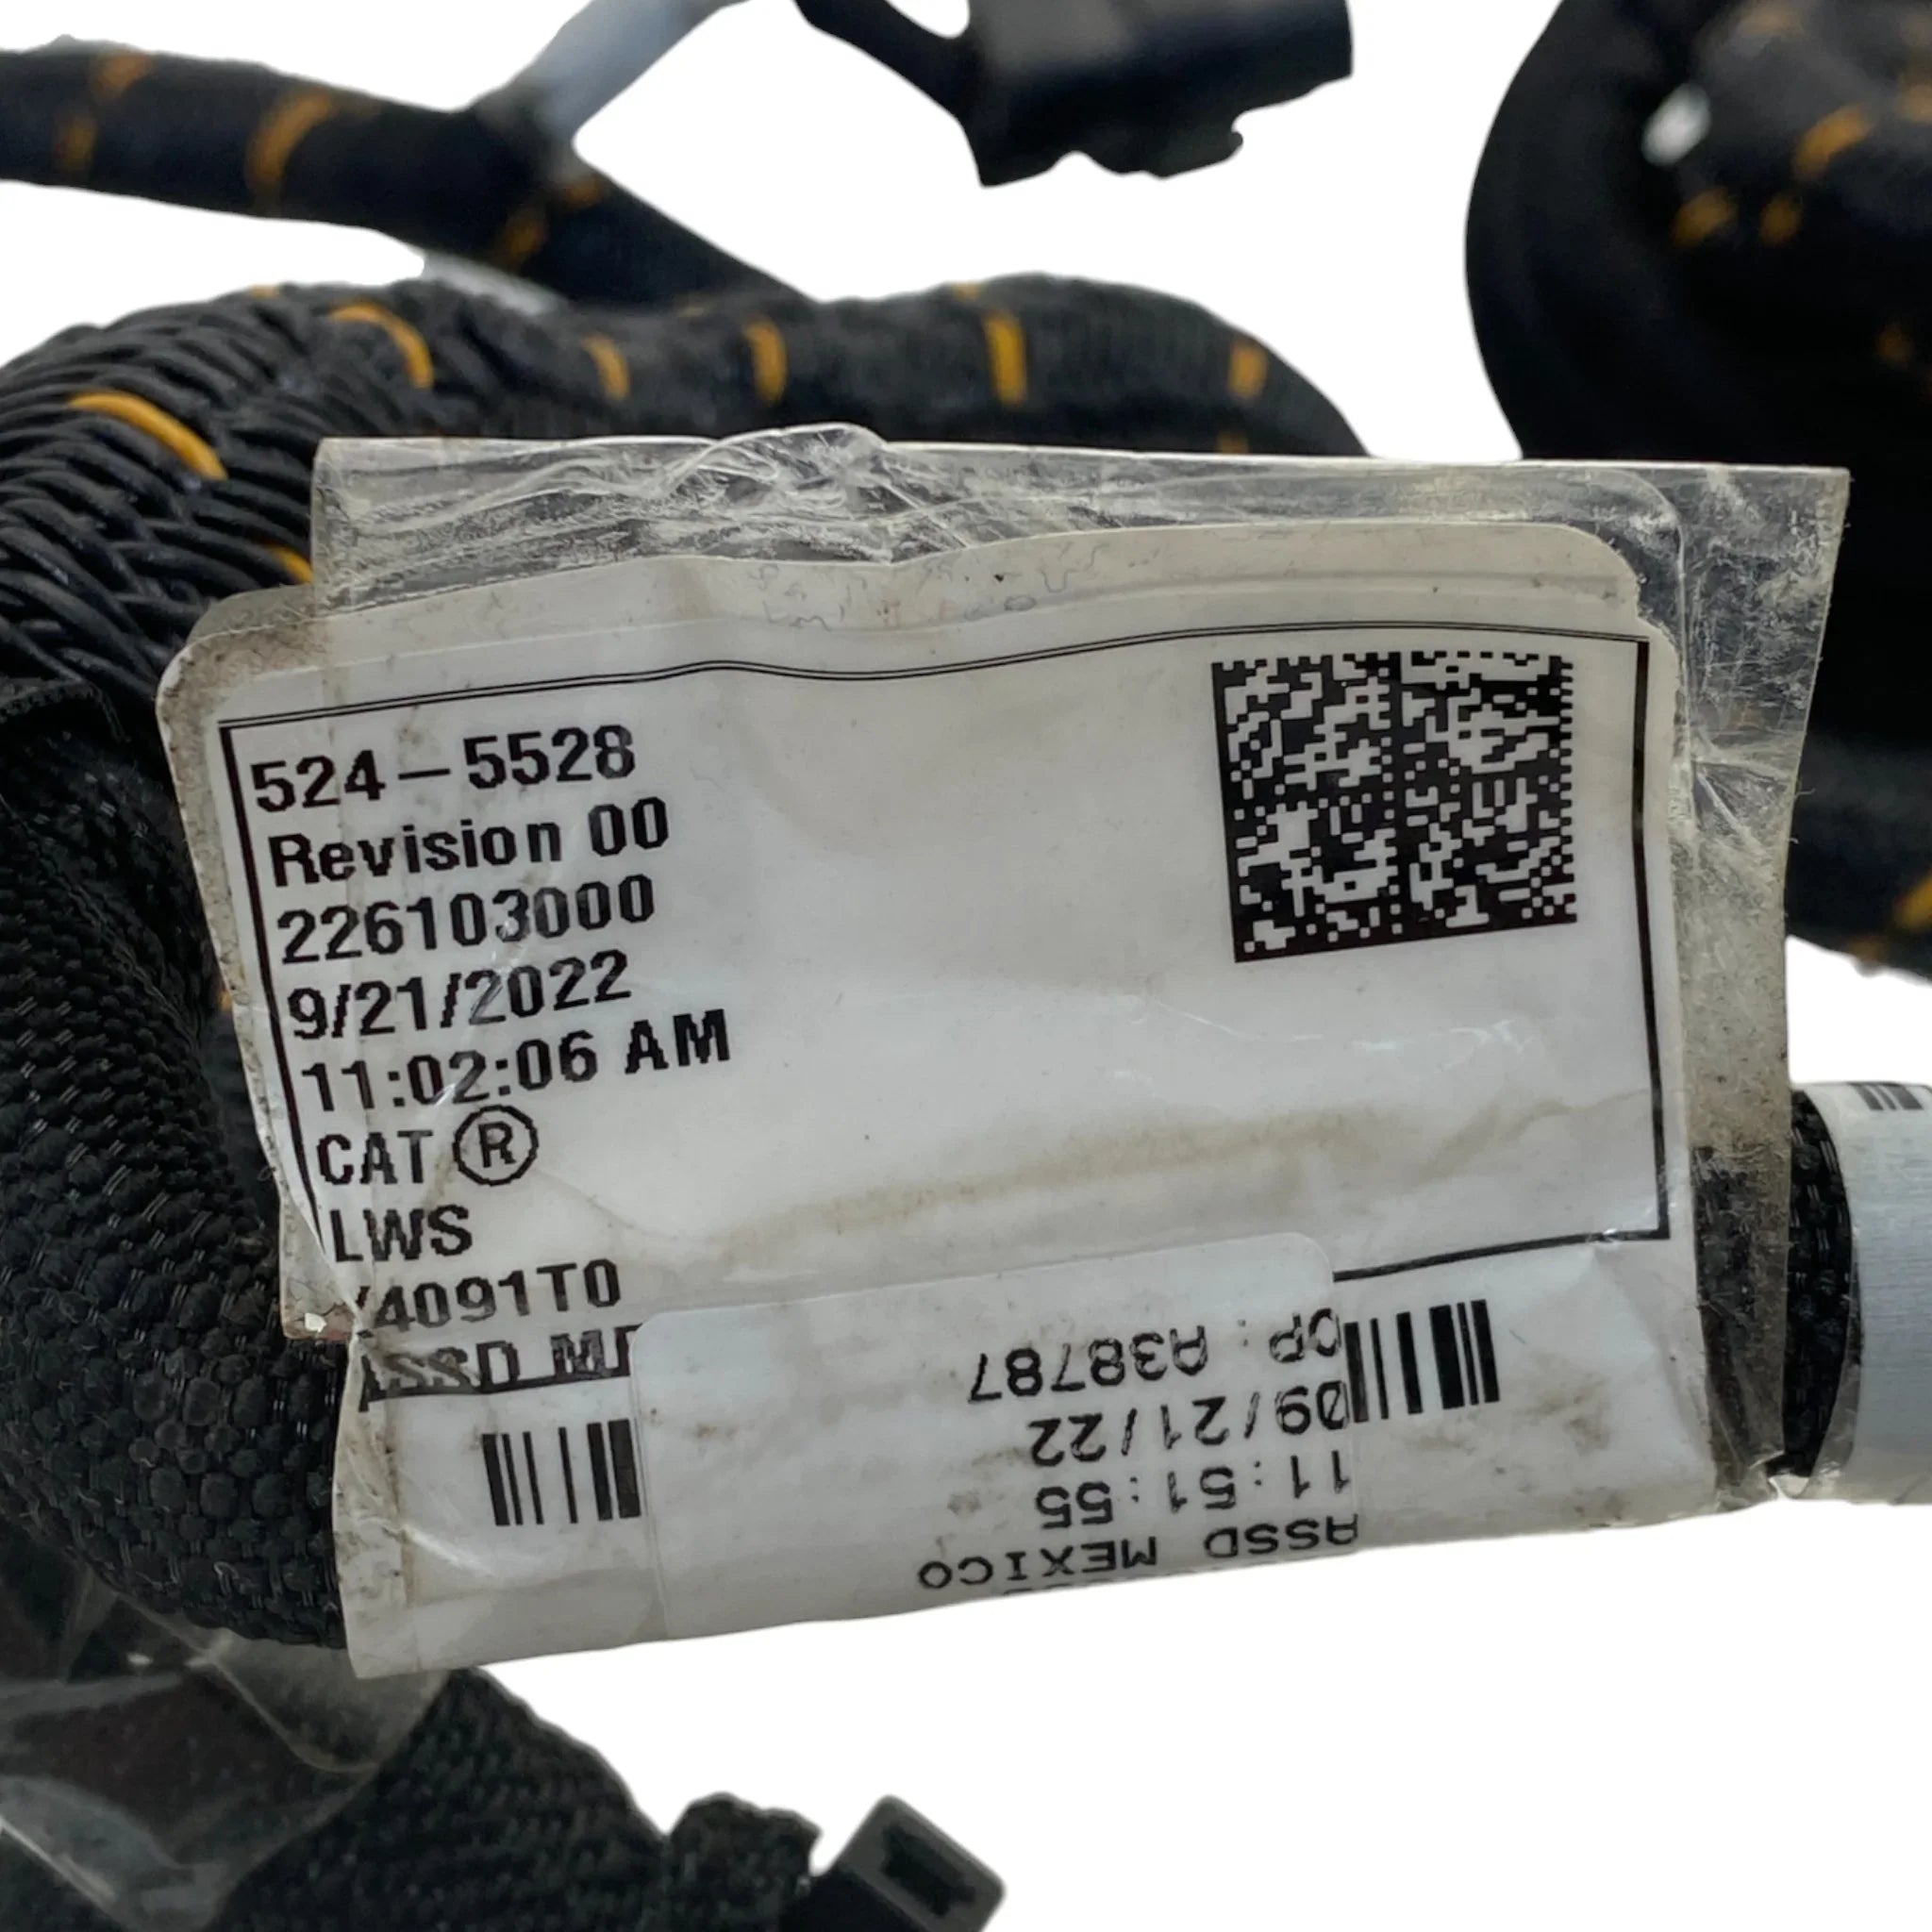 524-5528
Revision 00
226103000
9/21/2022
11:02:06 AM
CAT ®
LWS
4091T0
ASSD
ASSD MEXICO
11:51:55
09/21/22
OP: A38787